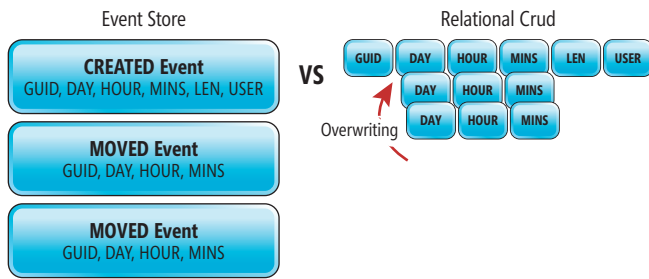 Event Store
CREATED Event
GUID, DAY, HOUR, MINS, LEN, USER
MOVED Event
GUID, DAY, HOUR, MINS
MOVED Event
GUID, DAY, HOUR, MINS
VS
Relational Crud
GUID DAY HOUR MINS LEN USER
DAY HOUR MINS
DAY HOUR MINS
Overwriting